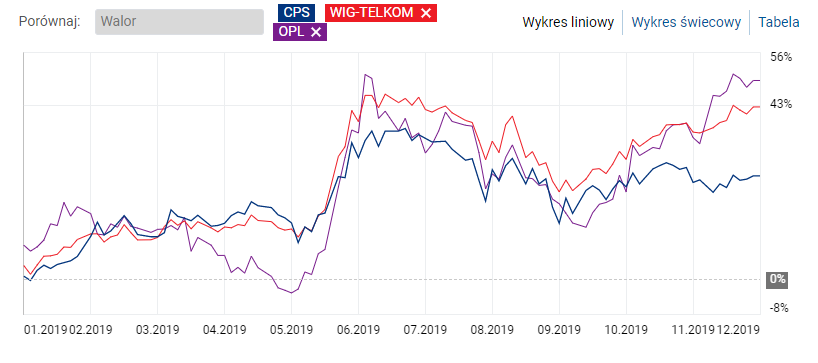 Porównaj: Walor CPS WIG-TELKOM ✕ Wykres liniowy Wykres świecowy Tabela
OPL ✕
56%
43%
0%
-8%
01.2019 02.2019 03.2019 04.2019 05.2019 06.2019 07.2019 08.2019 09.2019 10.2019 11.2019 12.2019